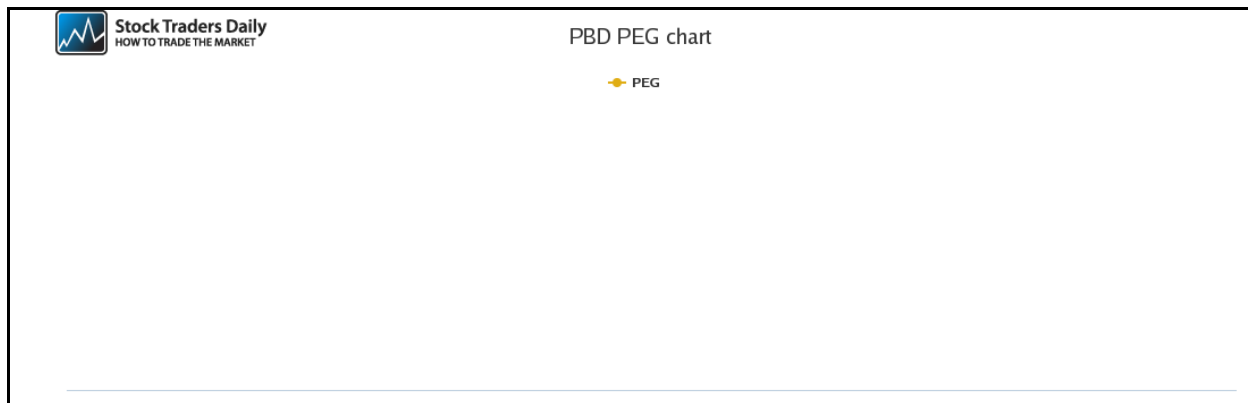 Stock Traders Daily
HOW TO TRADE THE MARKET
PBD PEG chart
PEG